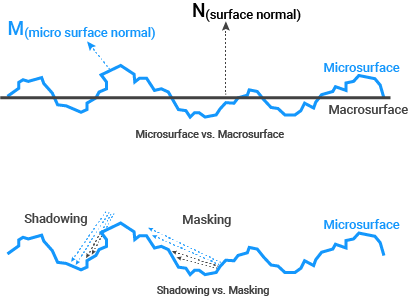 N(surface normal)
M(micro surface normal)
Microsurface
Macrosurface
Microsurface vs. Macrosurface
Shadowing
Masking
Microsurface
Shadowing vs. Masking